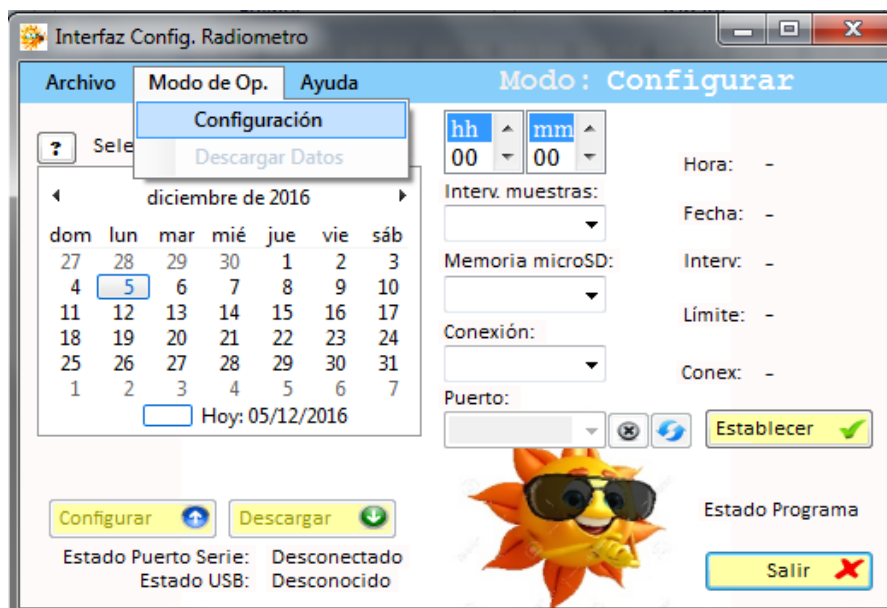 Interfaz Config. Radiometro
Archivo Modo de Op. Ayuda Modo: Configurar
Configuración
Descargar Datos
? Sele
diciembre de 2016
dom lun mar mié jue vie sáb
27 28 29 30 1 2 3
4 5 6 7 8 9 10
11 12 13 14 15 16 17
18 19 20 21 22 23 24
25 26 27 28 29 30 31
1 2 3 4 5 6 7
Hoy: 05/12/2016
hh mm
00 00
Interv. muestras:
Memoria microSD:
Conexión:
Puerto:
Hora: -
Fecha: -
Interv: -
Límite: -
Conex: -
Establecer
Configurar Descargar
Estado Puerto Serie: Desconectado
Estado USB: Desconocido
Estado Programa
Salir